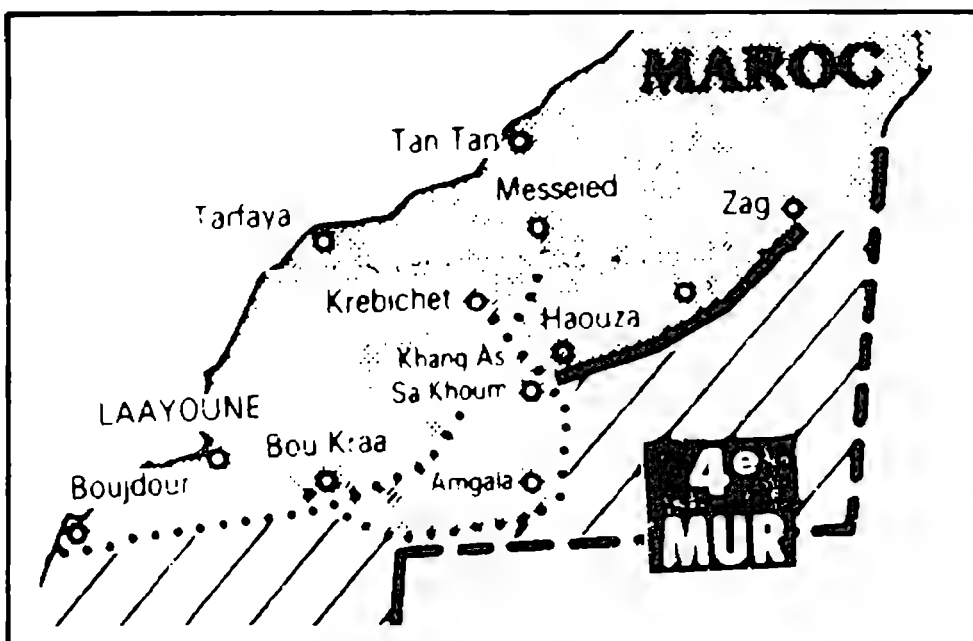 MAROC
Tan Tan
Messeied
Zag
Tarfaya
Krebichet
Haouza
Khang As
Sa Khoum
LAAYOUNE
Bou Kraa
Boujdour
Amgala
4e
MUR